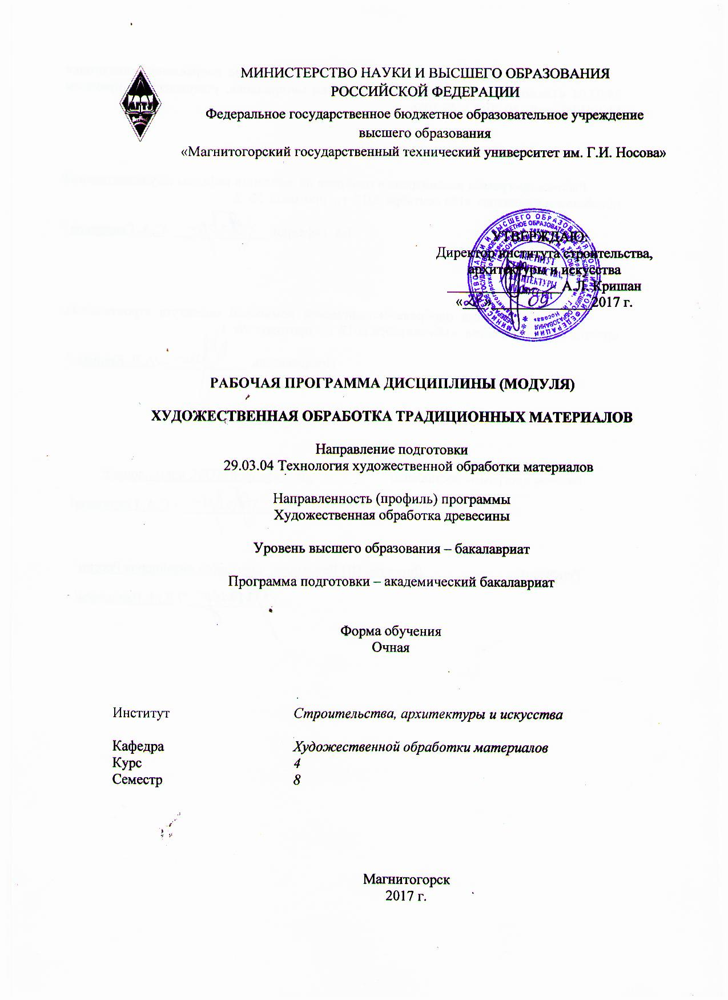 МИНИСТЕРСТВО НАУКИ И ВЫСШЕГО ОБРАЗОВАНИЯ
РОССИЙСКОЙ ФЕДЕРАЦИИ
Федеральное государственное бюджетное образовательное учреждение
высшего образования
«Магнитогорский государственный технический университет им. Г.И. Носова»
МГТУ
УТВЕРЖДАЮ:
Директор института строительства,
архитектуры и искусства
А.Л. Кришан
09 2017 г.
РАБОЧАЯ ПРОГРАММА ДИСЦИПЛИНЫ (МОДУЛЯ)
ХУДОЖЕСТВЕННАЯ ОБРАБОТКА ТРАДИЦИОННЫХ МАТЕРИАЛОВ
Направление подготовки
29.03.04 Технология художественной обработки материалов
Направленность (профиль) программы
Художественная обработка древесины
Уровень высшего образования – бакалавриат
Программа подготовки – академический бакалавриат
Форма обучения
Очная
Институт Строительства, архитектуры и искусства
Кафедра Художественной обработки материалов
Курс 4
Семестр 8
Магнитогорск
2017 г.